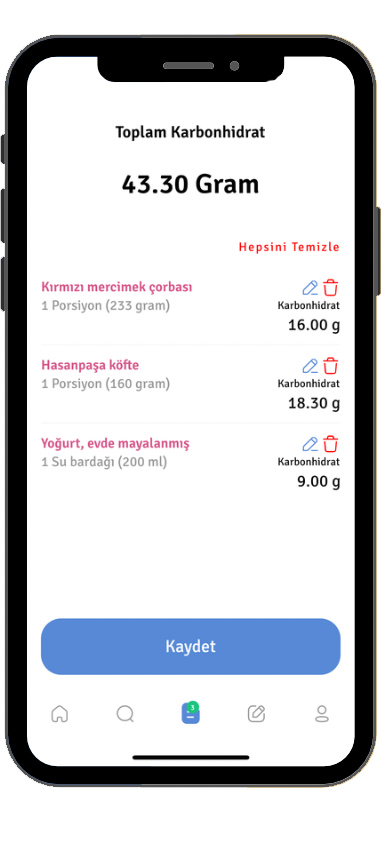 Toplam Karbonhidrat
43.30 Gram
Hepsini Temizle
Kırmızı mercimek çorbası
1 Porsiyon (233 gram)
Karbonhidrat
16.00 g
Hasanpaşa köfte
1 Porsiyon (160 gram)
Karbonhidrat
18.30 g
Yoğurt, evde mayalanmış
1 Su bardağı (200 ml)
Karbonhidrat
9.00 g
Kaydet
3